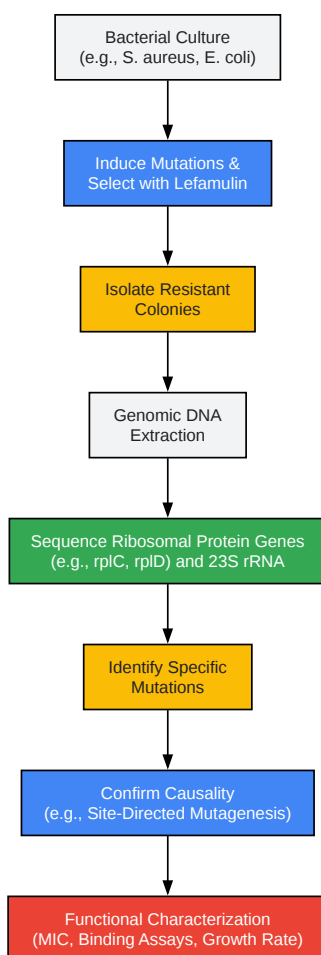 Bacterial Culture
(e.g., S. aureus, E. coli)
Induce Mutations &
Select with Lefamulin
Isolate Resistant
Colonies
Genomic DNA
Extraction
Sequence Ribosomal Protein Genes
(e.g., rplC, rplD) and 23S rRNA
Identify Specific
Mutations
Confirm Causality
(e.g., Site-Directed Mutagenesis)
Functional Characterization
(MIC, Binding Assays, Growth Rate)